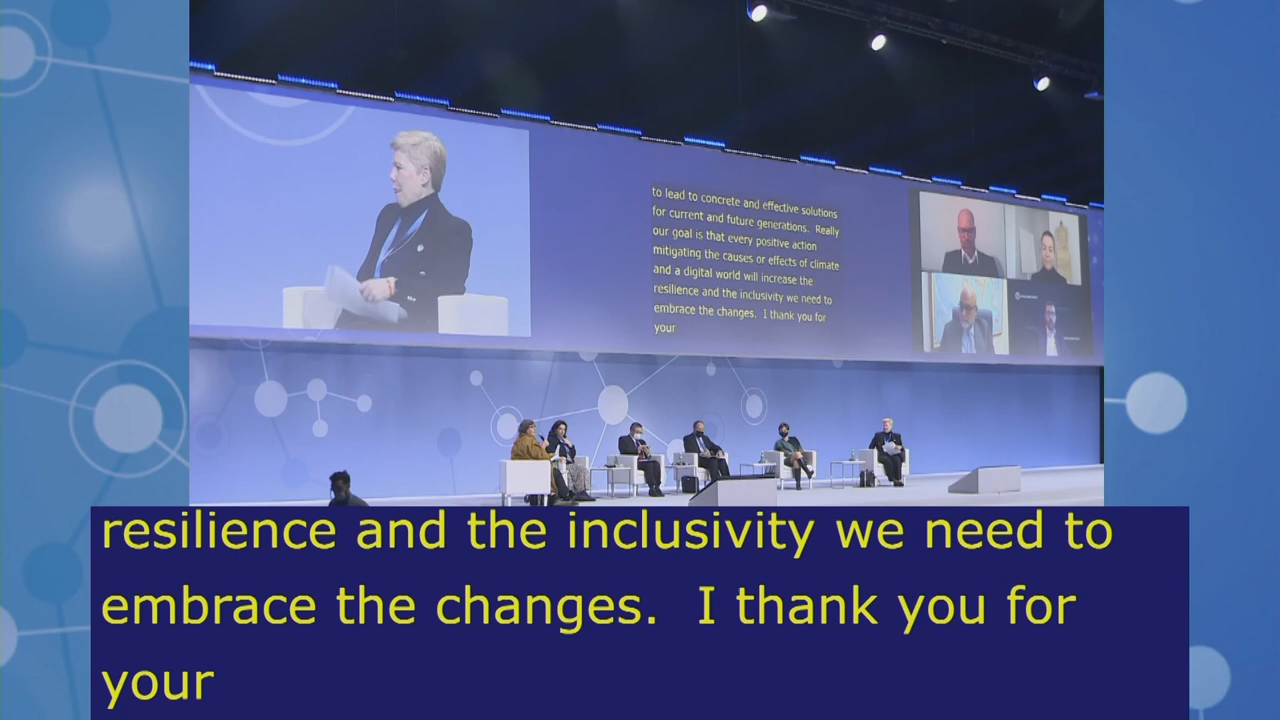 to lead to concrete and effective solutions
for current and future generations.  Really
our goal is that every positive action
mitigating the causes or effects of climate
and a digital world will increase the
resilience and the inclusivity we need to
embrace the changes.  I thank you for
your
resilience and the inclusivity we need to
embrace the changes.  I thank you for
your